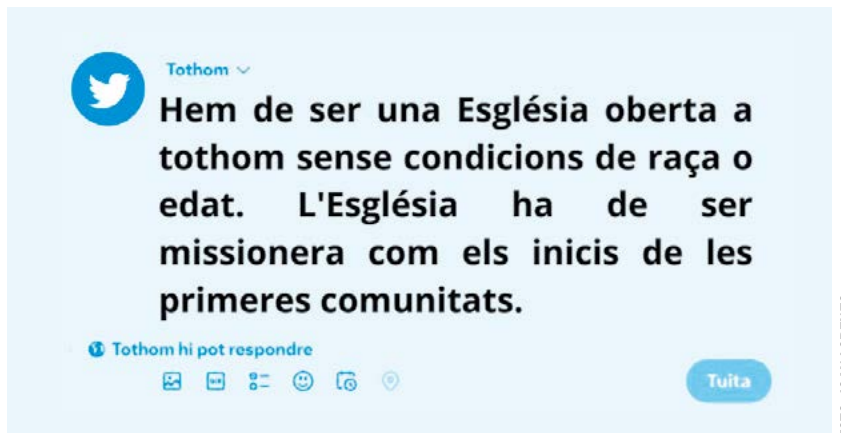 Tothom
Hem de ser una Església oberta a
tothom sense condicions de raça o
edat. L'Església ha de ser
missionera com els inicis de les
primeres comunitats.
Tothom hi pot respondre
GIF
Tuita